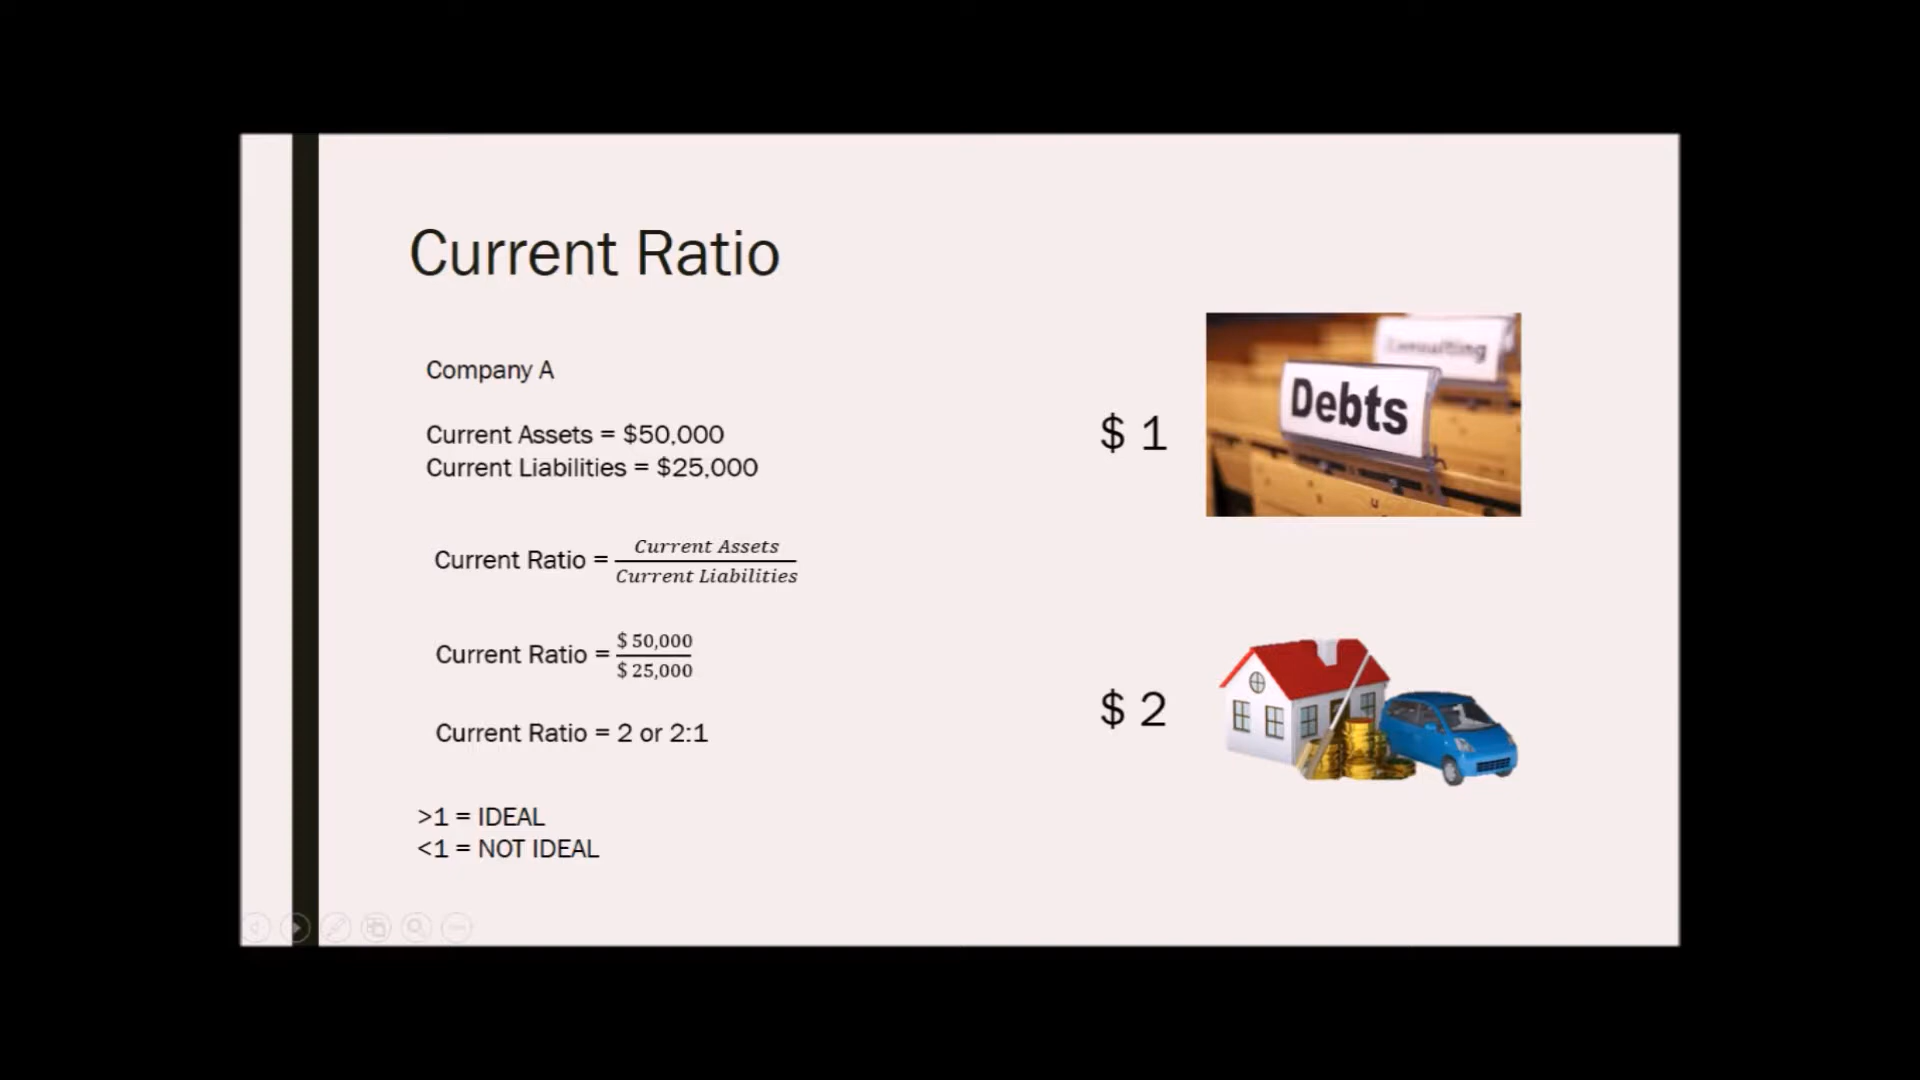 Current Ratio
Company A
Current Assets = $50,000
Current Liabilities = $25,000
Current Ratio = Current Assets
Current Liabilities
Current Ratio = $ 50,000
$ 25,000
Current Ratio = 2 or 2:1
>1 = IDEAL
<1 = NOT IDEAL
$ 1
Consulting
Debts
$ 2